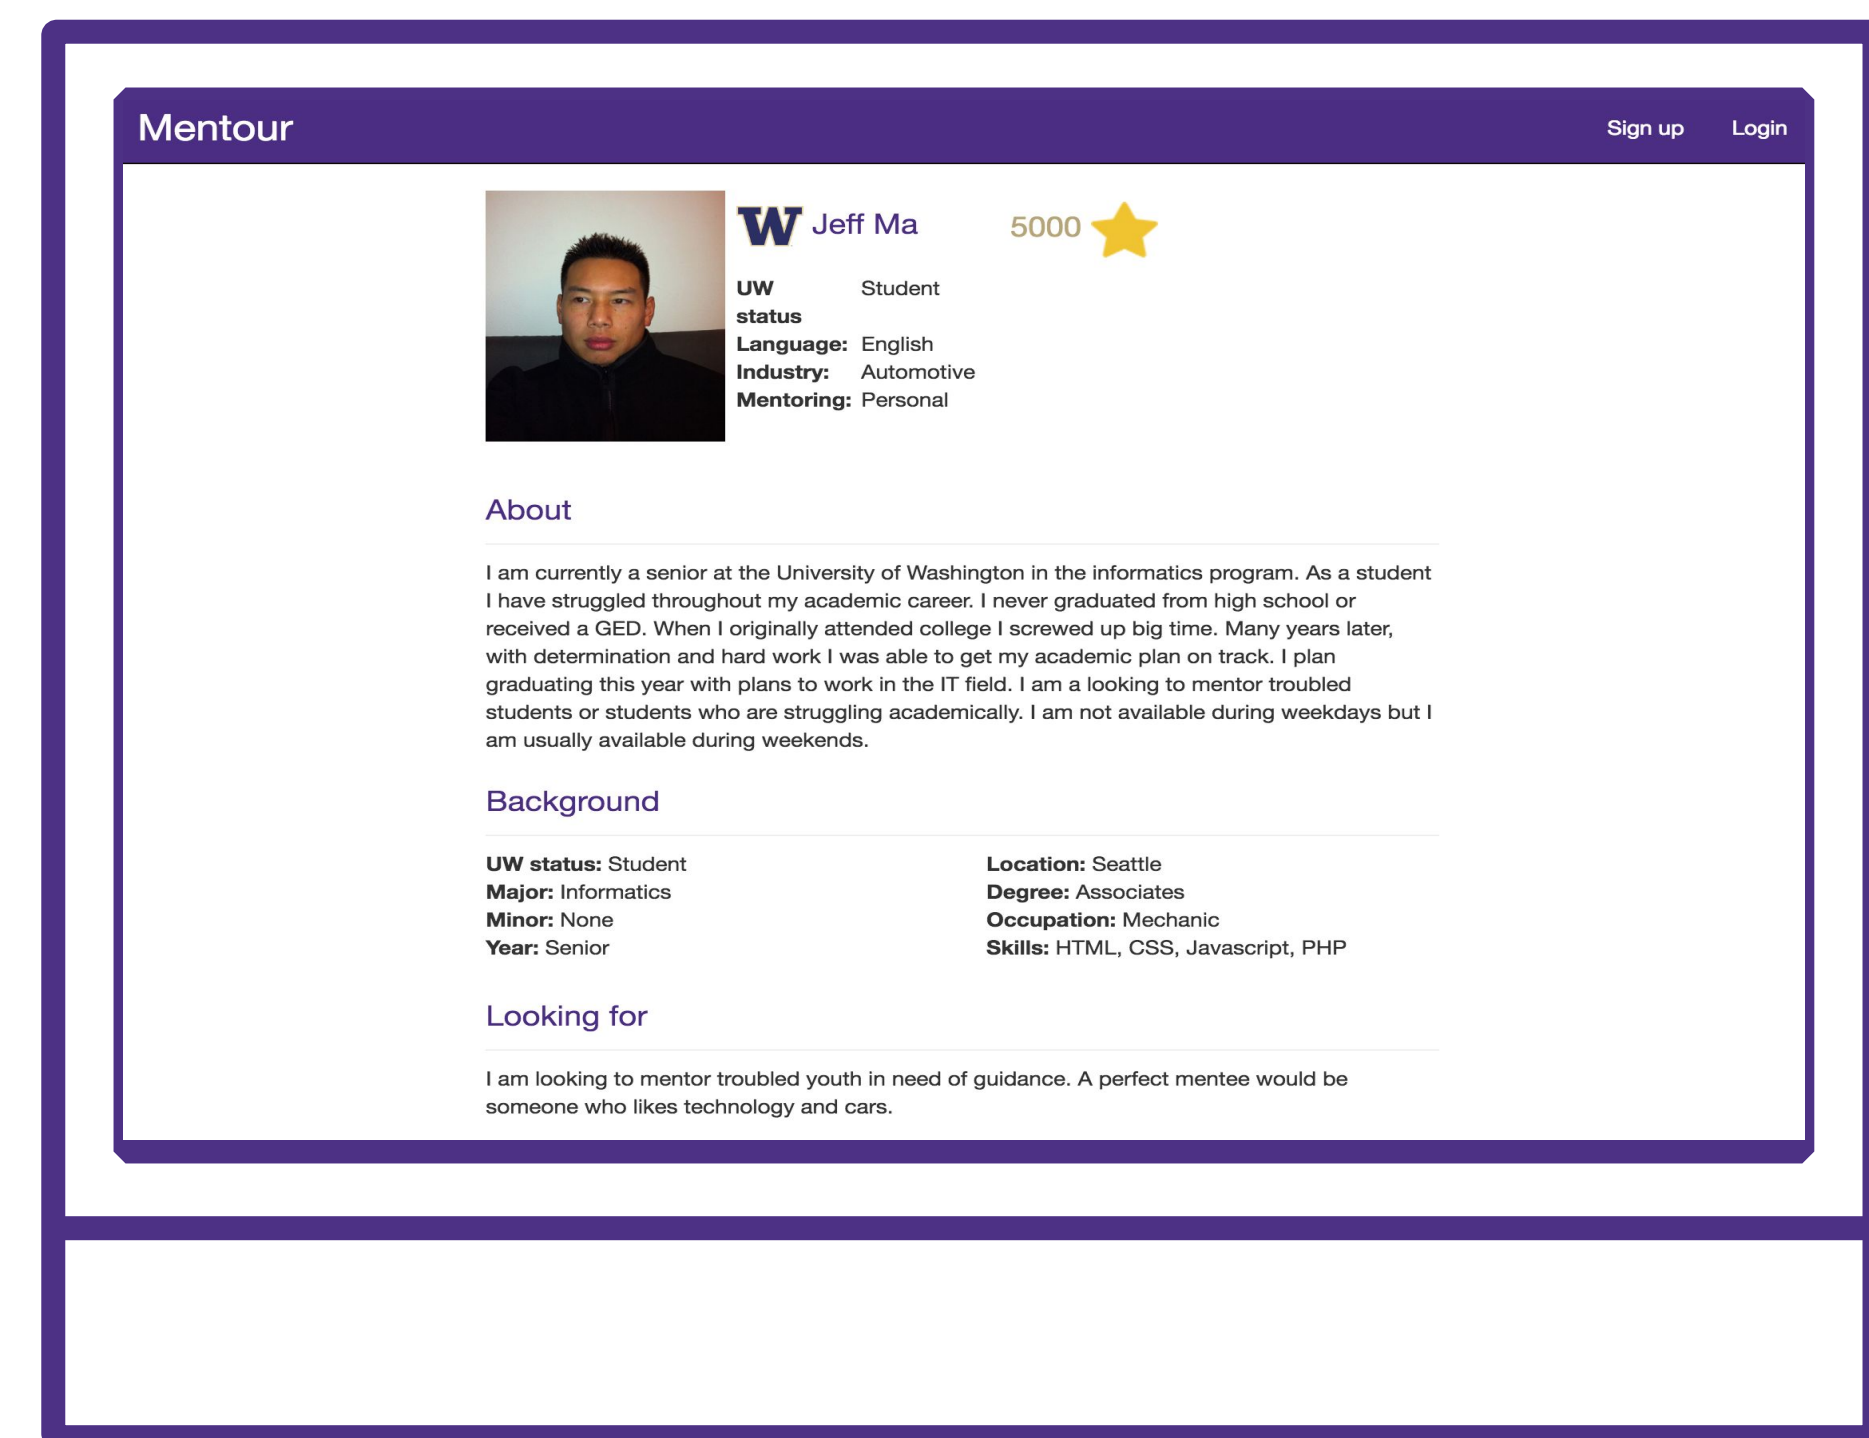 Mentour
Sign up Login
W Jeff Ma 5000
UW status Student
Language: English
Industry: Automotive
Mentoring: Personal
About
I am currently a senior at the University of Washington in the informatics program. As a student
I have struggled throughout my academic career. I never graduated from high school or
received a GED. When I originally attended college I screwed up big time. Many years later,
with determination and hard work I was able to get my academic plan on track. I plan
graduating this year with plans to work in the IT field. I am a looking to mentor troubled
students or students who are struggling academically. I am not available during weekdays but I
am usually available during weekends.
Background
UW status: Student
Major: Informatics
Minor: None
Year: Senior
Location: Seattle
Degree: Associates
Occupation: Mechanic
Skills: HTML, CSS, Javascript, PHP
Looking for
I am looking to mentor troubled youth in need of guidance. A perfect mentee would be
someone who likes technology and cars.